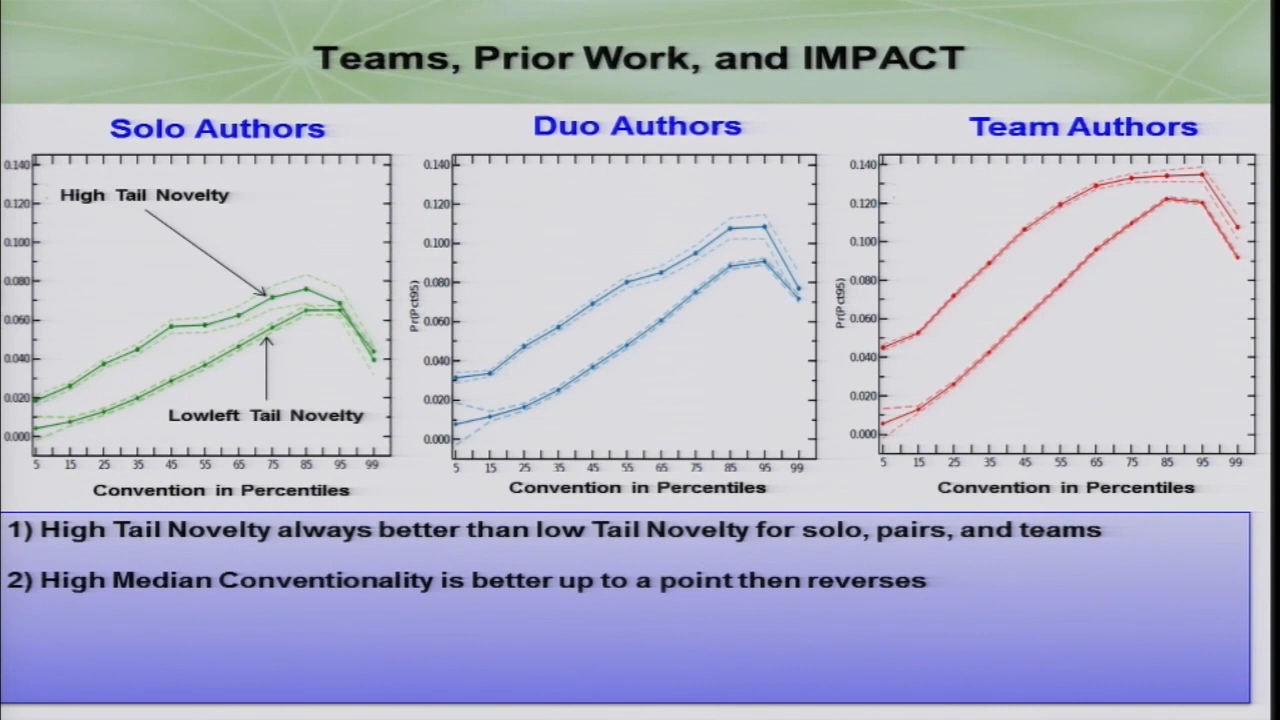 Teams, Prior Work, and IMPACT
Solo Authors
Duo Authors
Team Authors
High Tail Novelty
Lowleft Tail Novelty
0.140
0.120
0.100
0.080
0.060
0.040
0.020
0.000
5 15 25 35 45 55 65 75 85 95 99
Convention in Percentiles
Pr(Pct95)
0.140
0.120
0.100
0.080
0.060
0.040
0.020
0.000
5 15 25 35 45 55 65 75 85 95 99
Convention in Percentiles
Pr(Pct95)
0.140
0.120
0.100
0.080
0.060
0.040
0.020
0.000
5 15 25 35 45 55 65 75 85 95 99
Convention in Percentiles
1) High Tail Novelty always better than low Tail Novelty for solo, pairs, and teams
2) High Median Conventionality is better up to a point then reverses